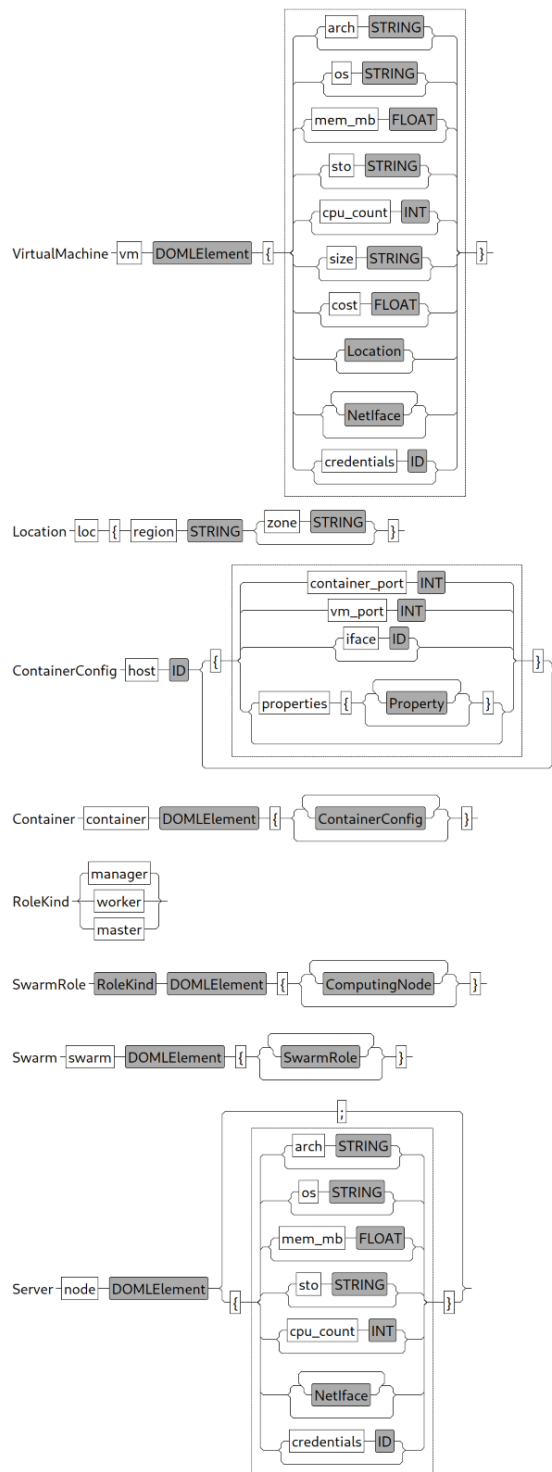 arch STRING
os STRING
mem_mb FLOAT
sto STRING
cpu_count INT
VirtualMachine vm DOMLElement { }
size STRING
cost FLOAT
Location
NetIface
credentials ID
Location loc { region STRING zone STRING }
container_port INT
vm_port INT
{ iface ID }
ContainerConfig host ID
properties { Property }
Container container DOMLElement { ContainerConfig }
manager
RoleKind worker
master
SwarmRole RoleKind DOMLElement { ComputingNode }
Swarm swarm DOMLElement { SwarmRole }
;
arch STRING
os STRING
mem_mb FLOAT
Server node DOMLElement
{ sto STRING }
cpu_count INT
NetIface
credentials ID